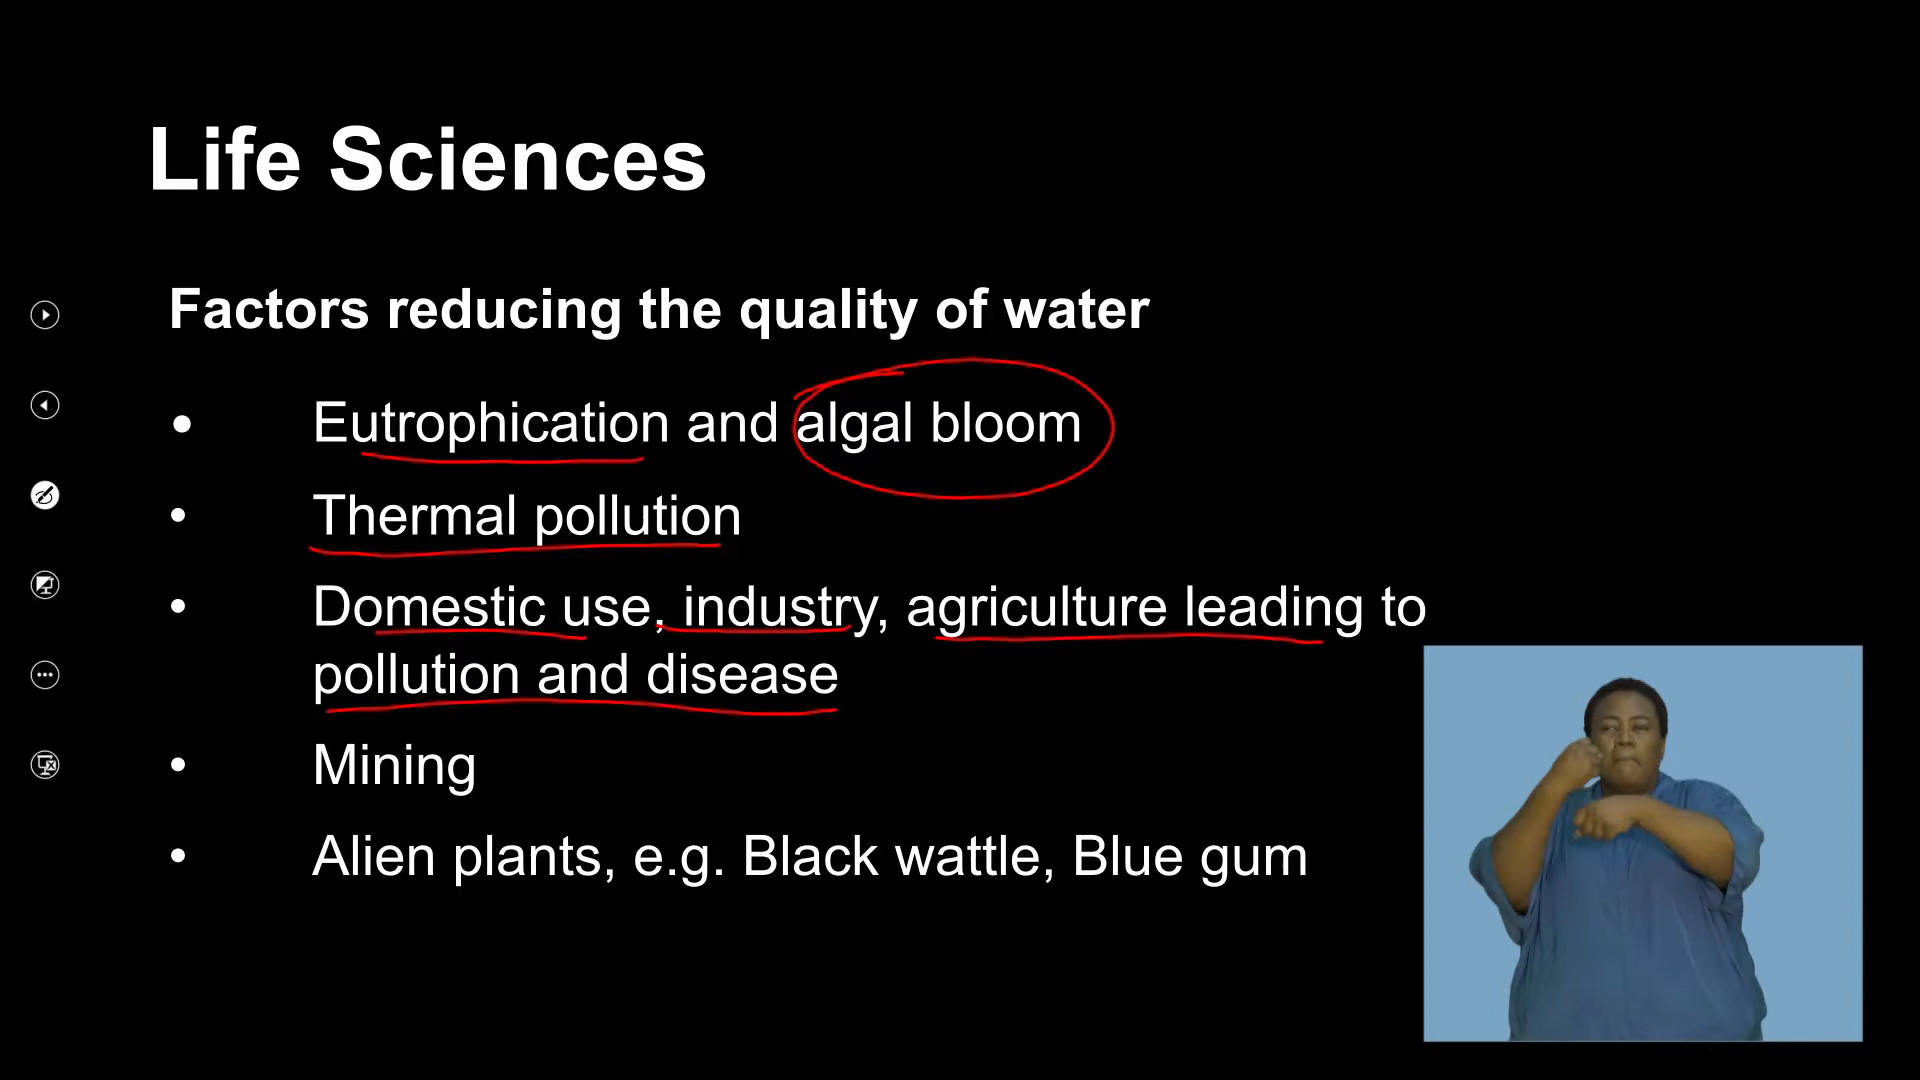 Life Sciences
Factors reducing the quality of water
• Eutrophication and algal bloom
• Thermal pollution
• Domestic use, industry, agriculture leading to
pollution and disease
• Mining
• Alien plants, e.g. Black wattle, Blue gum